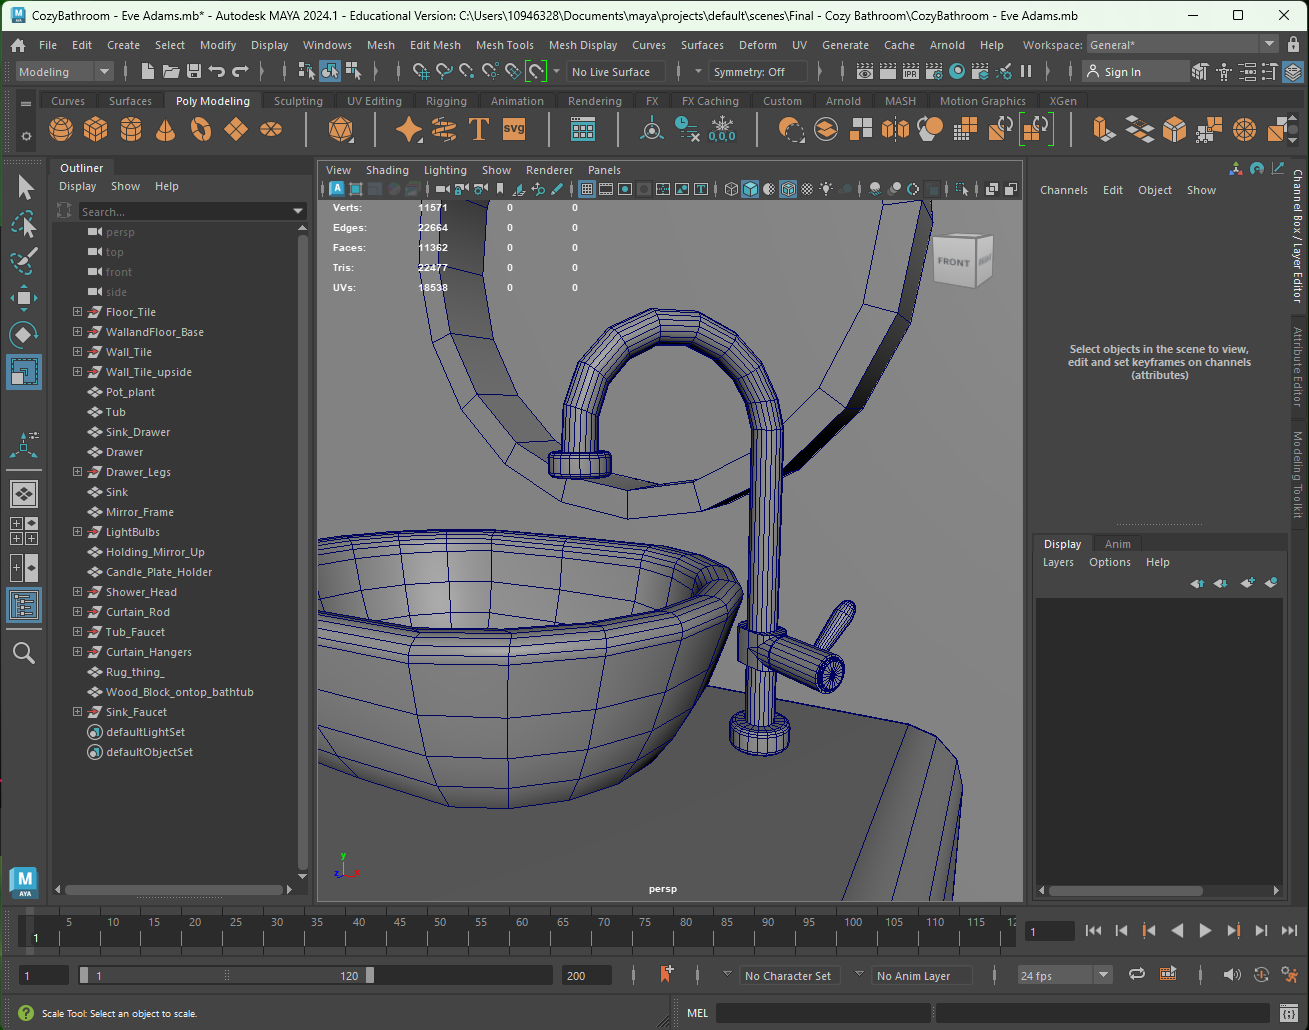 CozyBathroom - Eve Adams.mb* - Autodesk MAYA 2024.1 - Educational Version: C:\Users\10946328\Documents\maya\projects\default\scenes\Final - Cozy Bathroom\CozyBathroom - Eve Adams.mb
File Edit Create Select Modify Display Windows Mesh Edit Mesh Mesh Tools Mesh Display Curves Surfaces Deform UV Generate Cache Arnold Help Workspace: General*
Modeling No Live Surface Symmetry: Off IPR Sign In
Curves Surfaces Poly Modeling Sculpting UV Editing Rigging Animation Rendering FX FX Caching Custom Arnold MASH Motion Graphics XGen
T SVG 0,0,0
Outliner
Display Show Help
Search...
persp
top
front
side
Floor_Tile
WallandFloor_Base
Wall_Tile
Wall_Tile_upside
Pot_plant
Tub
Sink_Drawer
Drawer
Drawer_Legs
Sink
Mirror_Frame
LightBulbs
Holding_Mirror_Up
Candle_Plate_Holder
Shower_Head
Curtain_Rod
Tub_Faucet
Curtain_Hangers
Rug_thing_
Wood_Block_ontop_bathtub
Sink_Faucet
defaultLightSet
defaultObjectSet
View Shading Lighting Show Renderer Panels
Verts: 11571 0 0
Edges: 22664 0 0
Faces: 11362 0 0
Tris: 22477 0 0
UVs: 18538 0 0
FRONT
y
z
persp
Channels Edit Object Show
Select objects in the scene to view,
edit and set keyframes on channels
(attributes)
Channel Box / Layer Editor
Attribute Editor
Modeling Toolkit
Display Anim
Layers Options Help
M
AYA
5 10 15 20 25 30 35 40 45 50 55 60 65 70 75 80 85 90 95 100 105 110 115 12
1
1
1 1 120 200 No Character Set No Anim Layer 24 fps
Scale Tool: Select an object to scale. MEL